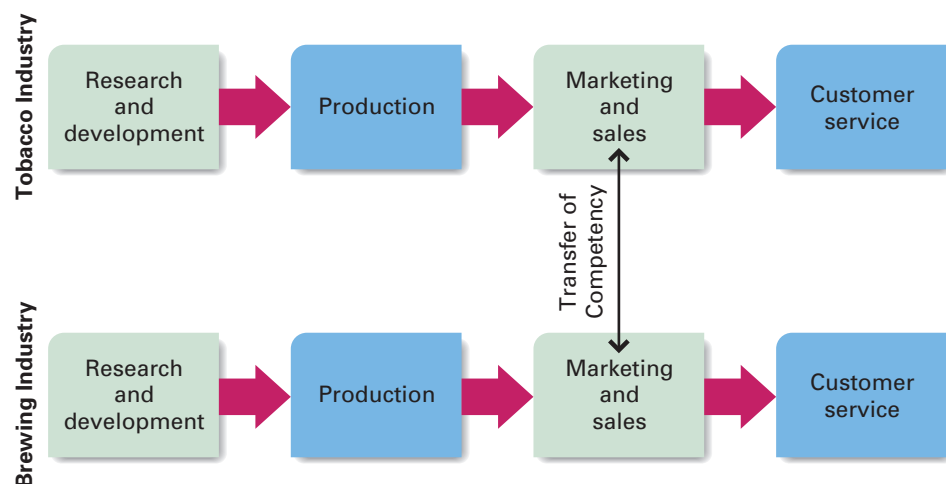 Tobacco Industry
Research
and
development
Production
Marketing
and
sales
Customer
service
Transfer of
Competency
Brewing Industry
Research
and
development
Production
Marketing
and
sales
Customer
service